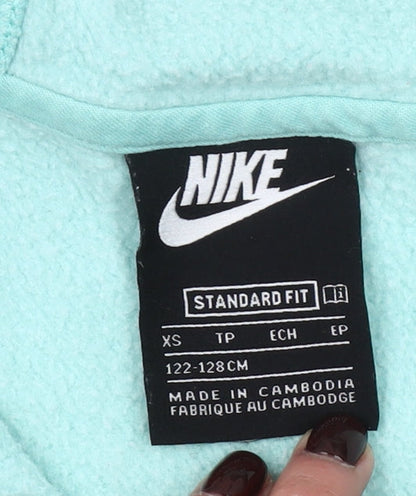 NIKE
STANDARD FIT
XS TP ECH EP
122-128CM
MADE IN CAMBODIA
FABRIQUE AU CAMBODGE